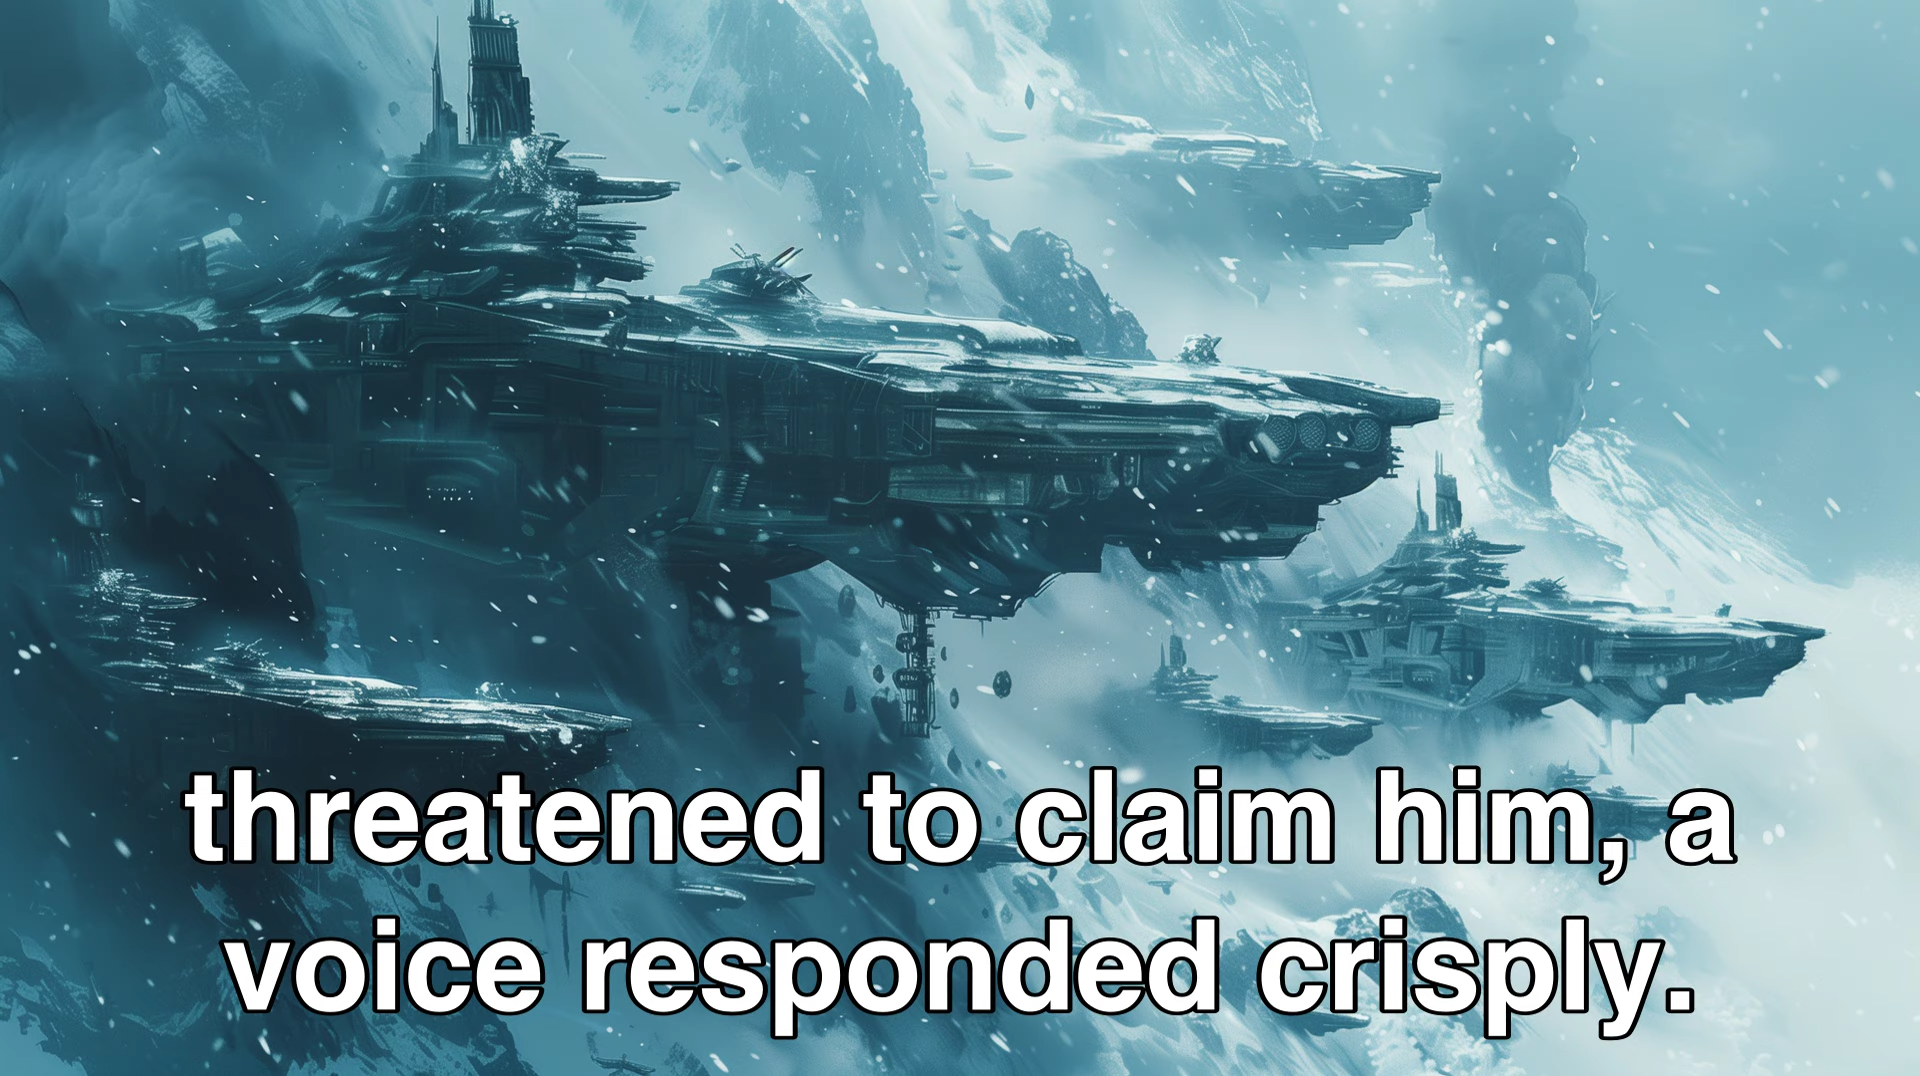 threatened to claim him, a
voice responded crisply.